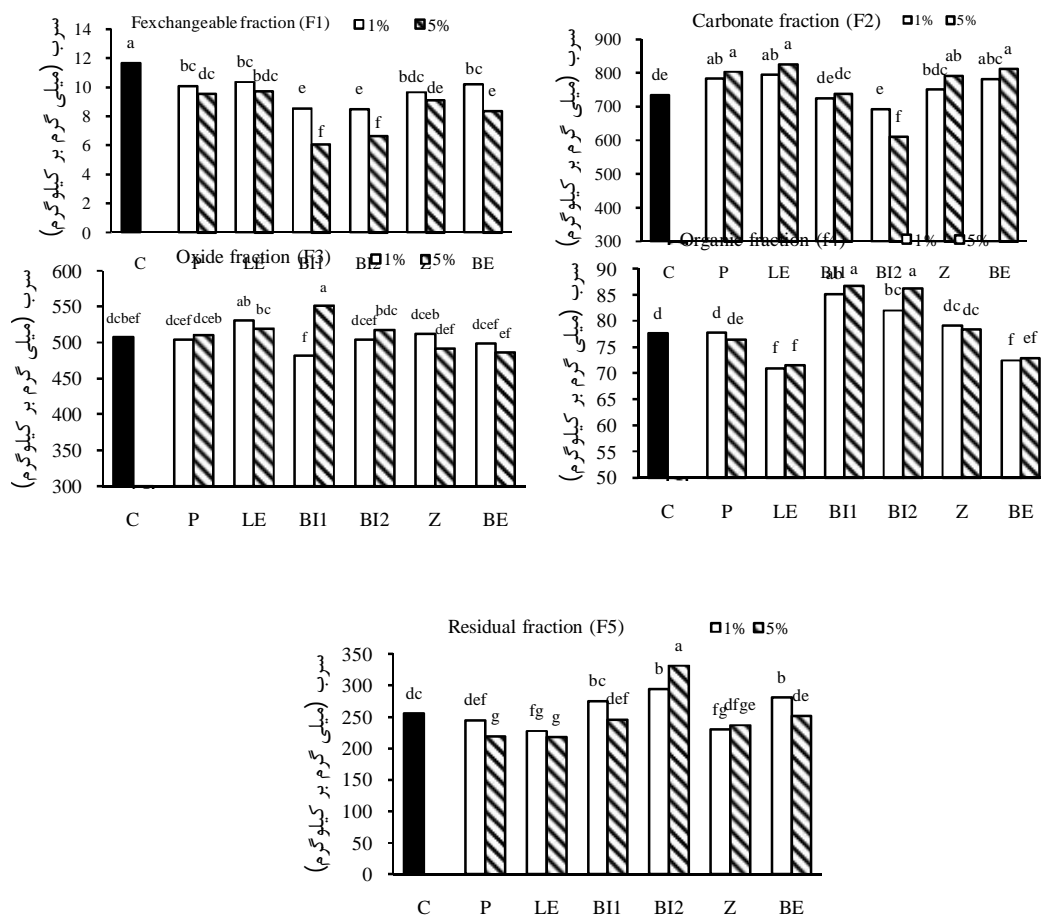 Fexchangeable fraction (F1) 1% 5%
سرب (میلی گرم بر کیلوگرم)
14
12
10
8
6
4
2
0
a
bc dc
bc bdc
e f
e f
bdc de
bc e
C P LE BI1 BI2 Z BE
Carbonate fraction (F2) 1% 5%
سرب (میلی گرم بر کیلوگرم)
900
800
700
600
500
400
300
de
ab a
ab a
de dc
e f
bdc ab
abc a
C P LE BI1 BI2 Z BE
Oxide fraction (F3) 1% 5%
سرب (میلی گرم بر کیلوگرم)
600
550
500
450
400
350
300
dcbef
dcef dceb
ab bc
f a
dcef bdc
dceb def
dcef ef
C P LE BI1 BI2 Z BE
Organic fraction (f4) 1% 5%
سرب (میلی گرم بر کیلوگرم)
90
85
80
75
70
65
60
55
50
d
d de
f f
ab a
bc a
dc dc
f ef
C P LE BI1 BI2 Z BE
Residual fraction (F5) 1% 5%
سرب (میلی گرم بر کیلوگرم)
350
300
250
200
150
100
50
0
dc
def g
fg g
bc def
b a
fg dfge
b de
C P LE BI1 BI2 Z BE